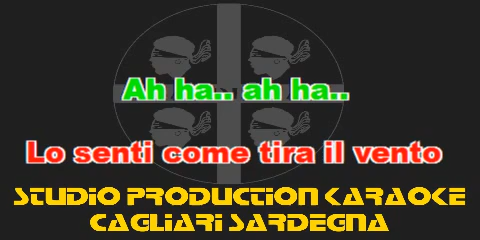 Ah ha.. ah ha..
Lo senti come tira il vento
STUDIO PRODUCTION KARAOKE
CAGLIARI SARDEGNA